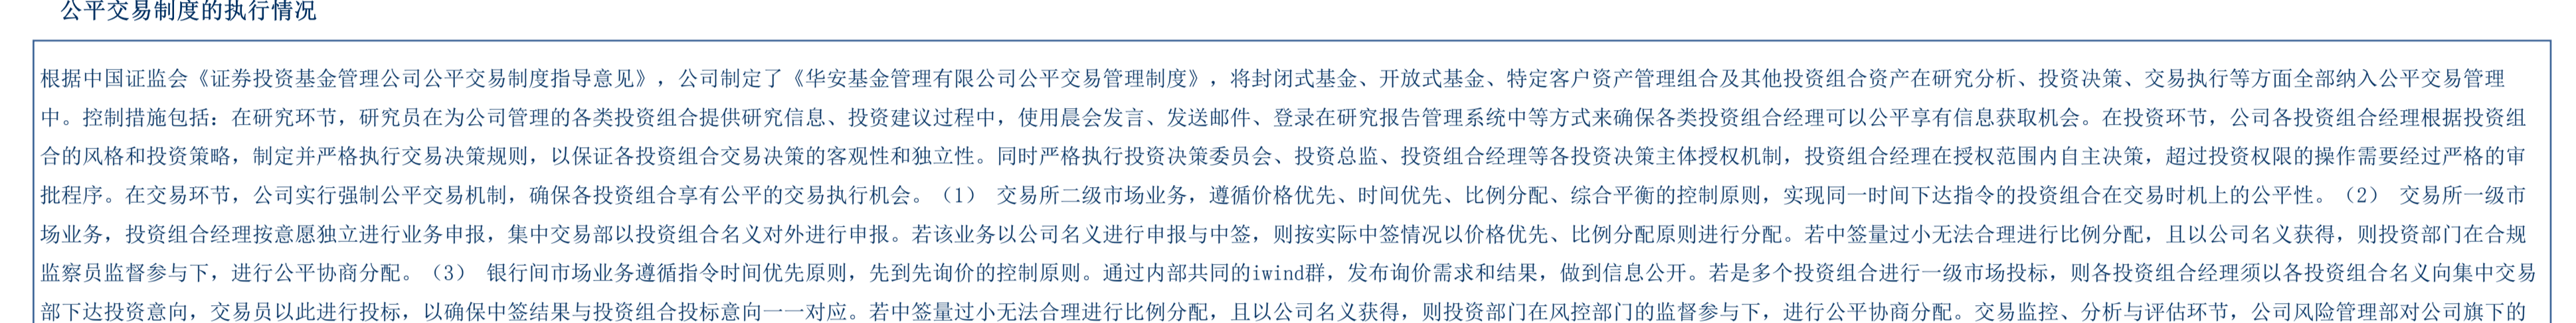 公平交易制度的执行情况
根据中国证监会《证券投资基金管理公司公平交易制度指导意见》，公司制定了《华安基金管理有限公司公平交易管理制度》，将封闭式基金、开放式基金、特定客户资产管理组合及其他投资组合资产在研究分析、投资决策、交易执行等方面全部纳入公平交易管理
中。控制措施包括：在研究环节，研究员在为公司管理的各类投资组合提供研究信息、投资建议过程中，使用晨会发言、发送邮件、登录在研究报告管理系统中等方式来确保各类投资组合经理可以公平享有信息获取机会。在投资环节，公司各投资组合经理根据投资组
合的风格和投资策略，制定并严格执行交易决策规则，以保证各投资组合交易决策的客观性和独立性。同时严格执行投资决策委员会、投资总监、投资组合经理等各投资决策主体授权机制，投资组合经理在授权范围内自主决策，超过投资权限的操作需要经过严格的审
批程序。在交易环节，公司实行强制公平交易机制，确保各投资组合享有公平的交易执行机会。（1） 交易所二级市场业务，遵循价格优先、时间优先、比例分配、综合平衡的控制原则，实现同一时间下达指令的投资组合在交易时机上的公平性。（2） 交易所一级市
场业务，投资组合经理按意愿独立进行业务申报，集中交易部以投资组合名义对外进行申报。若该业务以公司名义进行申报与中签，则按实际中签情况以价格优先、比例分配原则进行分配。若中签量过小无法合理进行比例分配，且以公司名义获得，则投资部门在合规
监察员监督参与下，进行公平协商分配。（3） 银行间市场业务遵循指令时间优先原则，先到先询价的控制原则。通过内部共同的iwind群，发布询价需求和结果，做到信息公开。若是多个投资组合进行一级市场投标，则各投资组合经理须以各投资组合名义向集中交易
部下达投资意向，交易员以此进行投标，以确保中签结果与投资组合投标意向一一对应。若中签量过小无法合理进行比例分配，且以公司名义获得，则投资部门在风控部门的监督参与下，进行公平协商分配。交易监控、分析与评估环节，公司风险管理部对公司旗下的